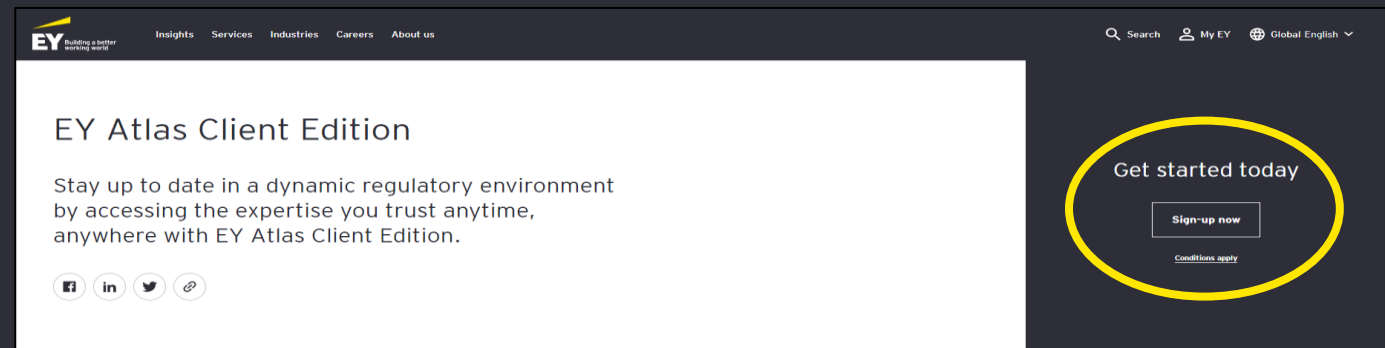 EY Building a better
working world
Insights Services Industries Careers About us
Search My EY Global English
EY Atlas Client Edition
Stay up to date in a dynamic regulatory environment
by accessing the expertise you trust anytime,
anywhere with EY Atlas Client Edition.
in
Get started today
Sign-up now
Conditions apply